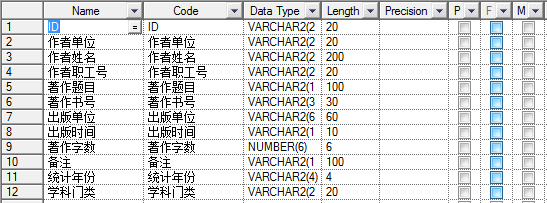 Name Code Data Type Length Precision P F M
1 ID = ID VARCHAR2(2 20
2 作者单位 作者单位 VARCHAR2(2 20
3 作者姓名 作者姓名 VARCHAR2(2 200
4 作者职工号 作者职工号 VARCHAR2(2 20
5 著作题目 著作题目 VARCHAR2(1 100
6 著作书号 著作书号 VARCHAR2(3 30
7 出版单位 出版单位 VARCHAR2(6 60
8 出版时间 出版时间 VARCHAR2(1 10
9 著作字数 著作字数 NUMBER(6) 6
10 备注 备注 VARCHAR2(1 100
11 统计年份 统计年份 VARCHAR2(4) 4
12 学科门类 学科门类 VARCHAR2(2 20